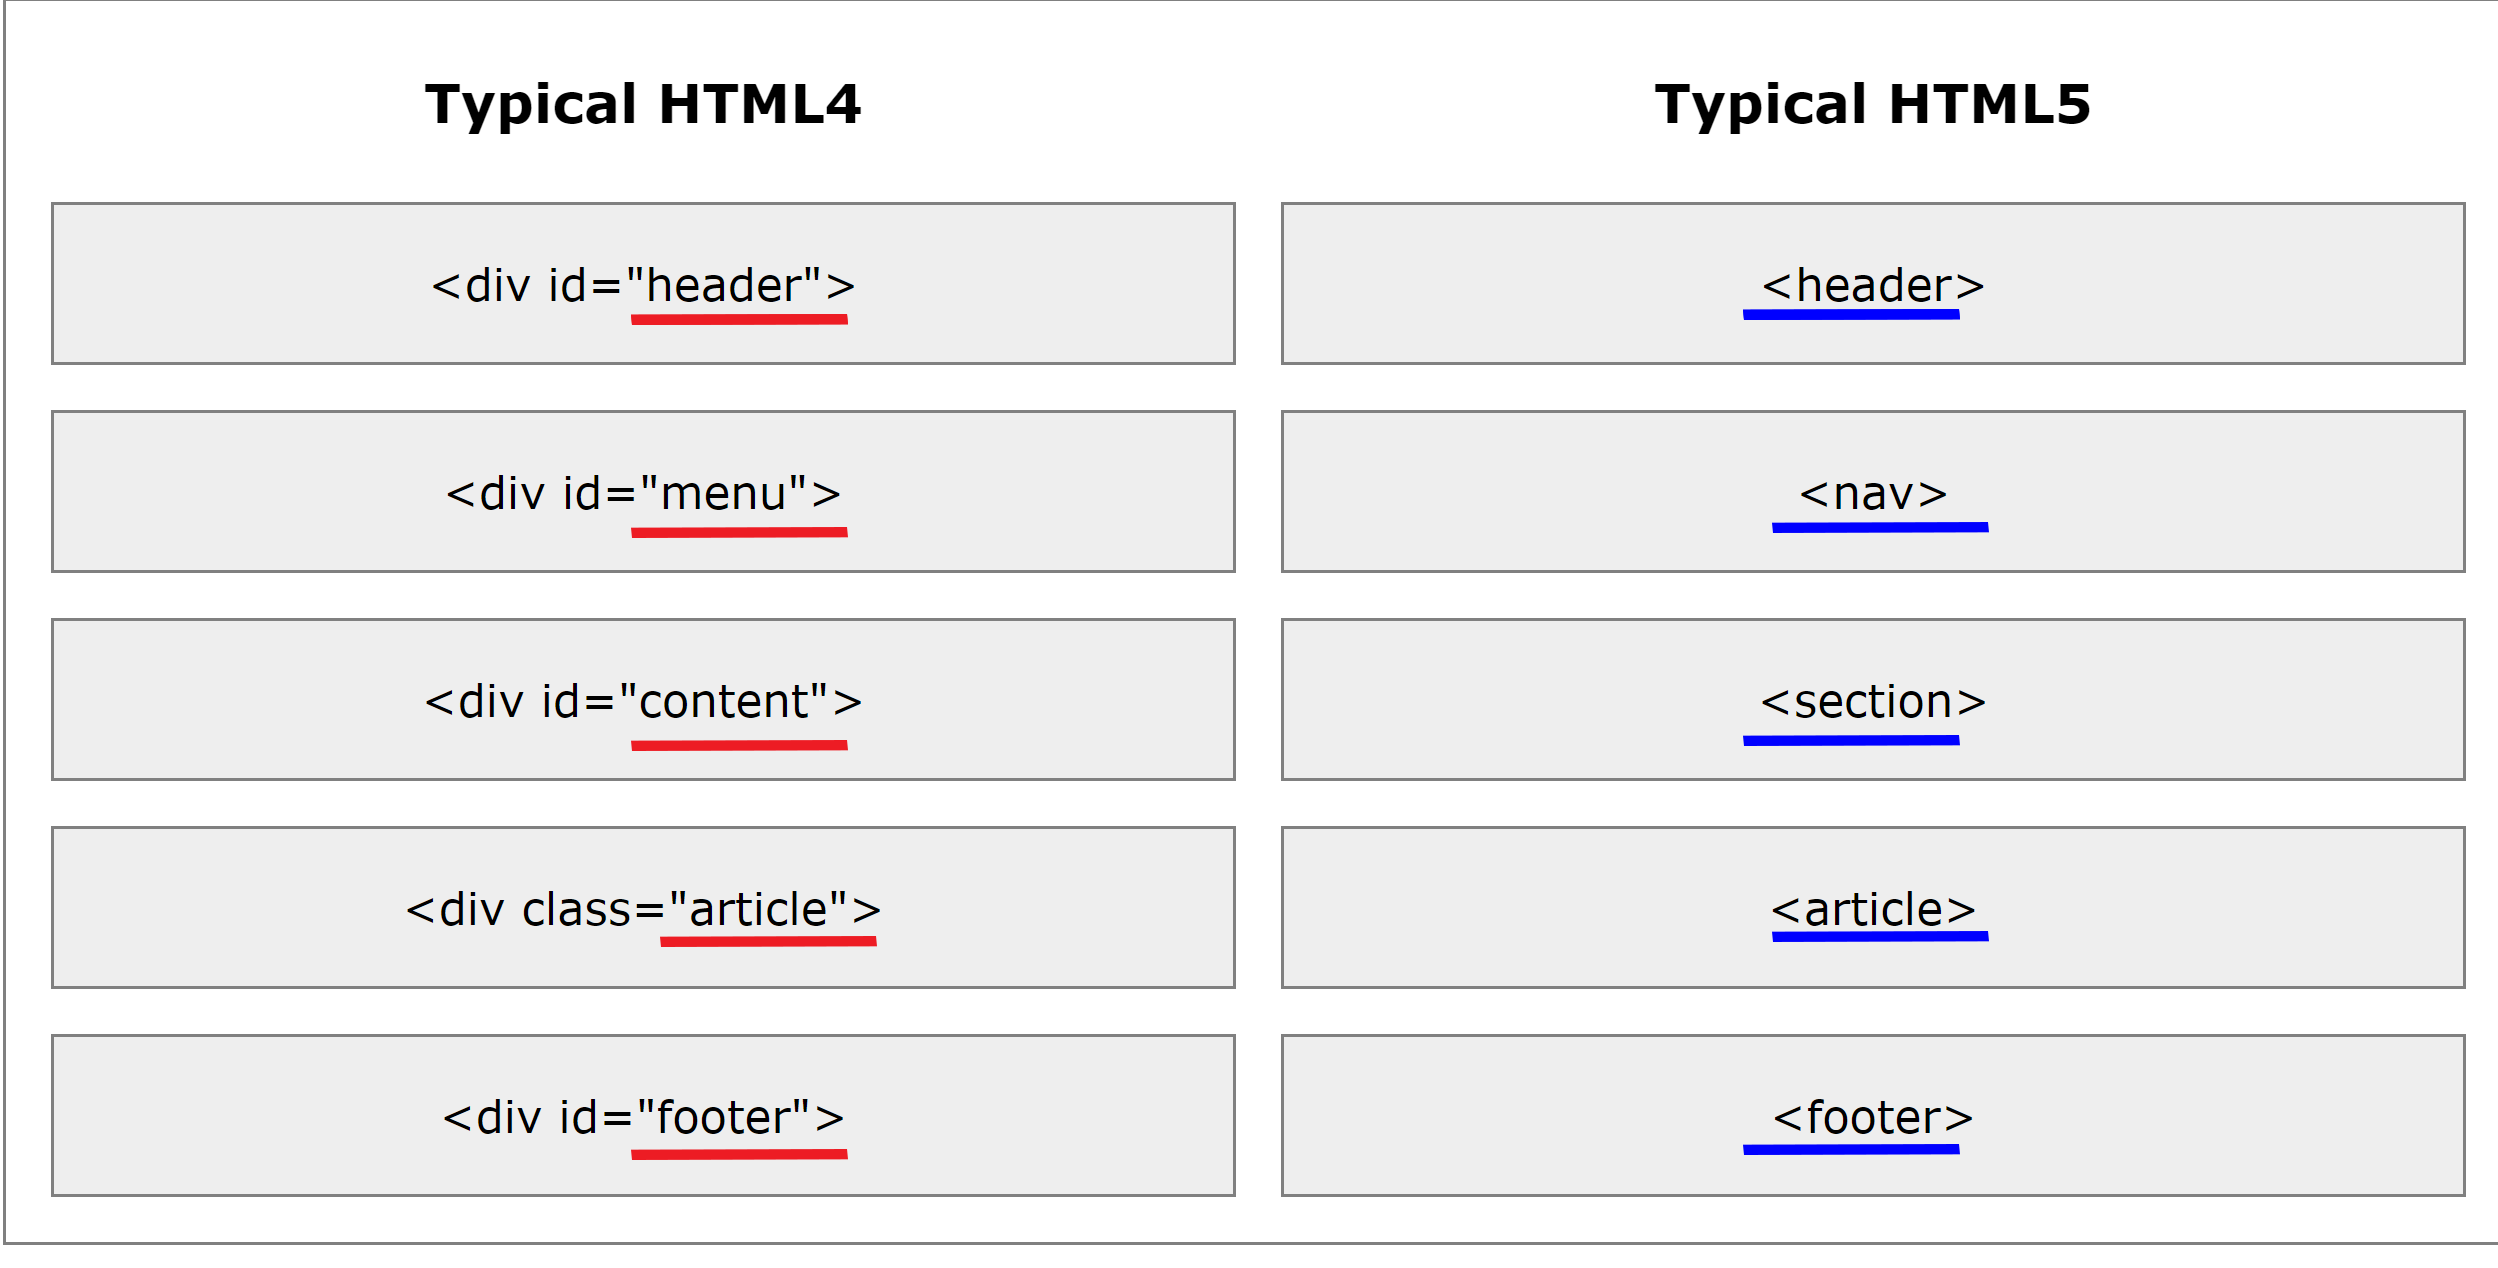 Typical HTML4
Typical HTML5
<div id="header">
<header>
<div id="menu">
<nav>
<div id="content">
<section>
<div class="article">
<article>
<div id="footer">
<footer>